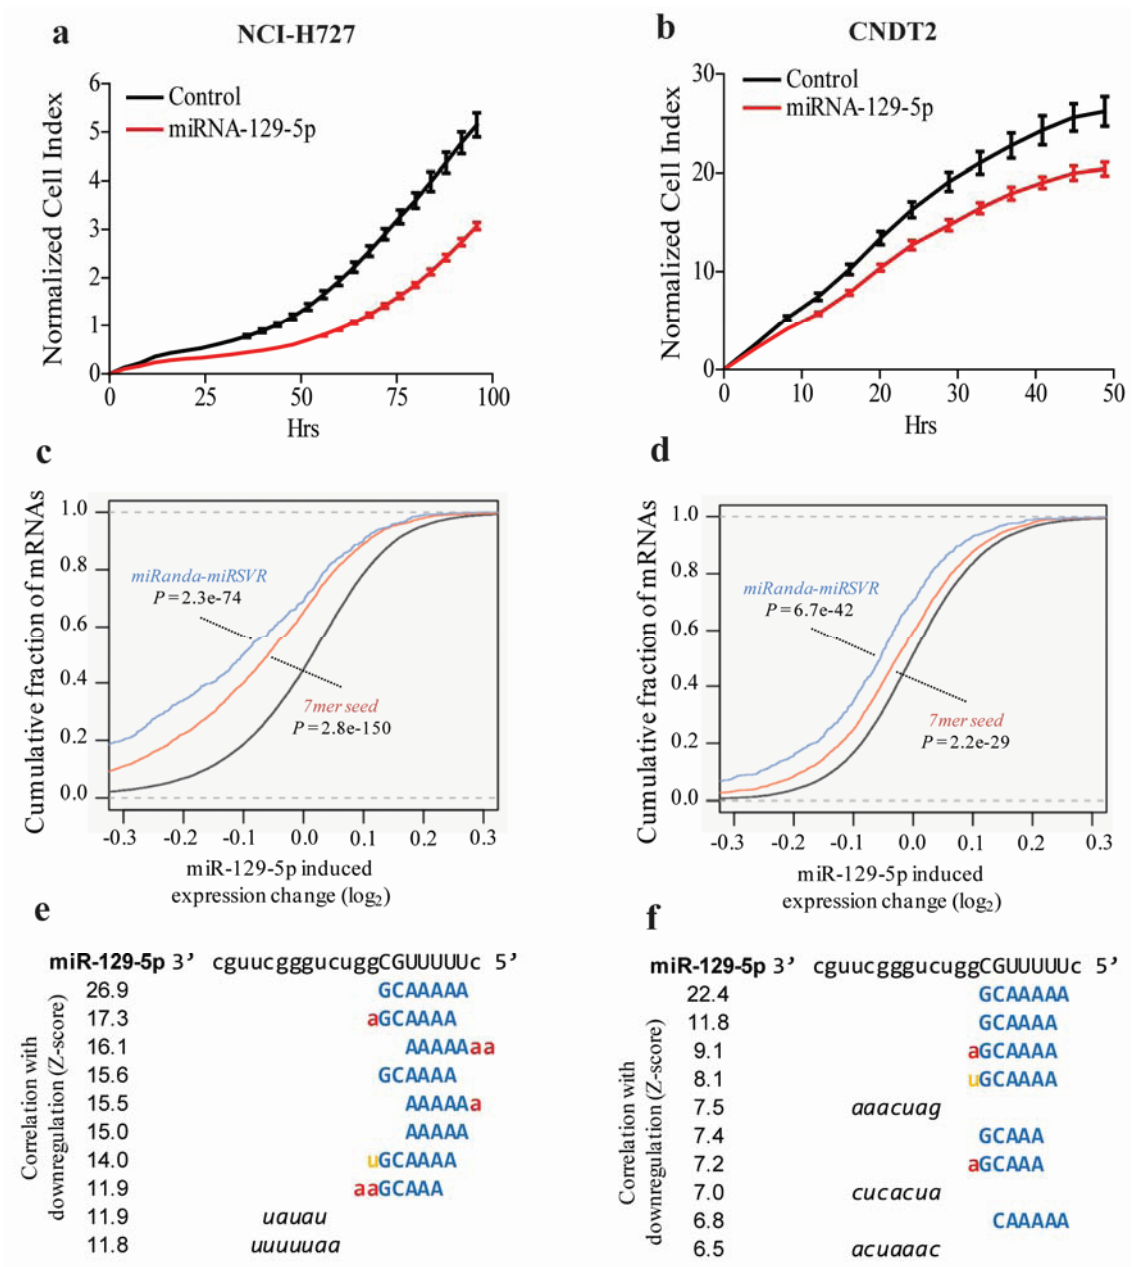 a
NCI-H727
Normalized Cell Index
6
5
4
3
2
1
0
Control
miRNA-129-5p
0 25 50 75 100
Hrs
b
CNDT2
Normalized Cell Index
30
20
10
0
Control
miRNA-129-5p
0 10 20 30 40 50
Hrs
c
Cumulative fraction of mRNAs
1.0
0.8
0.6
0.4
0.2
0.0
miRanda-miRSVR
P = 2.3e-74
7mer seed
P = 2.8e-150
-0.3 -0.2 -0.1 0.0 0.1 0.2 0.3
miR-129-5p induced
expression change (log₂)
d
Cumulative fraction of mRNAs
1.0
0.8
0.6
0.4
0.2
0.0
miRanda-miRSVR
P = 6.7e-42
7mer seed
P = 2.2e-29
-0.3 -0.2 -0.1 0.0 0.1 0.2 0.3
miR-129-5p induced
expression change (log₂)
e
miR-129-5p 3’ cguucgggucuggCGUUUUUc 5’
Correlation with
downregulation (Z-score)
26.9 GCAAAAA
17.3 aGCAAAA
16.1 AAAAAaa
15.6 GCAAAA
15.5 AAAAAa
15.0 AAAAA
14.0 uGCAAAA
11.9 aaGCAAA
11.9 uauau
11.8 uuuuuaa
f
miR-129-5p 3’ cguucgggucuggCGUUUUUc 5’
Correlation with
downregulation (Z-score)
22.4 GCAAAAA
11.8 GCAAAA
9.1 aGCAAAA
8.1 uGCAAAA
7.5 aaacuag
7.4 GCAAA
7.2 aGCAAA
7.0 cucacua
6.8 CAAAAA
6.5 acuaaac